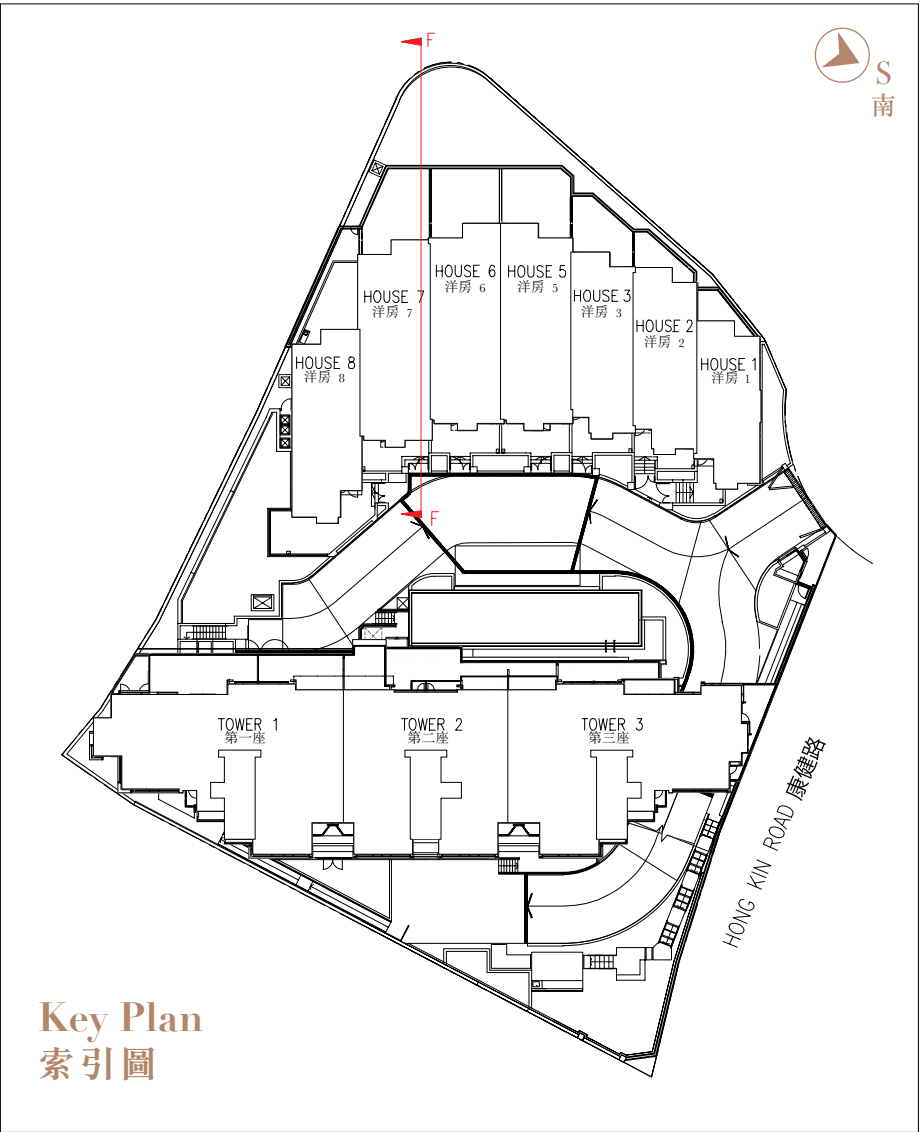 F
S
南
HOUSE 6
洋房 6
HOUSE 5
洋房 5
HOUSE 7
洋房 7
HOUSE 3
洋房 3
HOUSE 2
洋房 2
HOUSE 8
洋房 8
HOUSE 1
洋房 1
F
TOWER 1
第一座
TOWER 2
第二座
TOWER 3
第三座
HONG KIN ROAD 康健路
Key Plan
索引圖